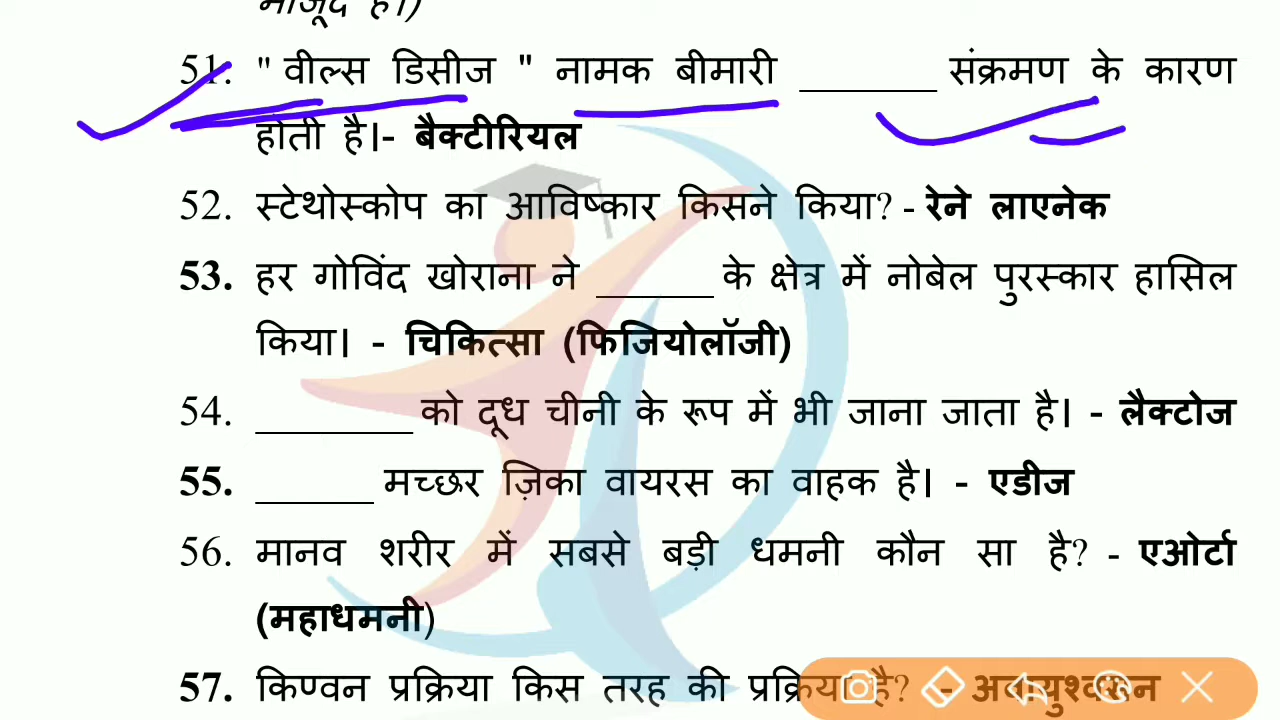 मौजूद है।)
51. " वील्स डिसीज " नामक बीमारी _______ संक्रमण के कारण
होती है।- बैक्टीरियल
52. स्टेथोस्कोप का आविष्कार किसने किया? - रेने लाएनेक
53. हर गोविंद खोराना ने ______ के क्षेत्र में नोबेल पुरस्कार हासिल
किया। - चिकित्सा (फिजियोलॉजी)
54. ________ को दूध चीनी के रूप में भी जाना जाता है। - लैक्टोज
55. ______ मच्छर ज़िका वायरस का वाहक है। - एडीज
56. मानव शरीर में सबसे बड़ी धमनी कौन सा है? - एओर्टा
(महाधमनी)
57. किण्वन प्रक्रिया किस तरह की प्रक्रिया है? -